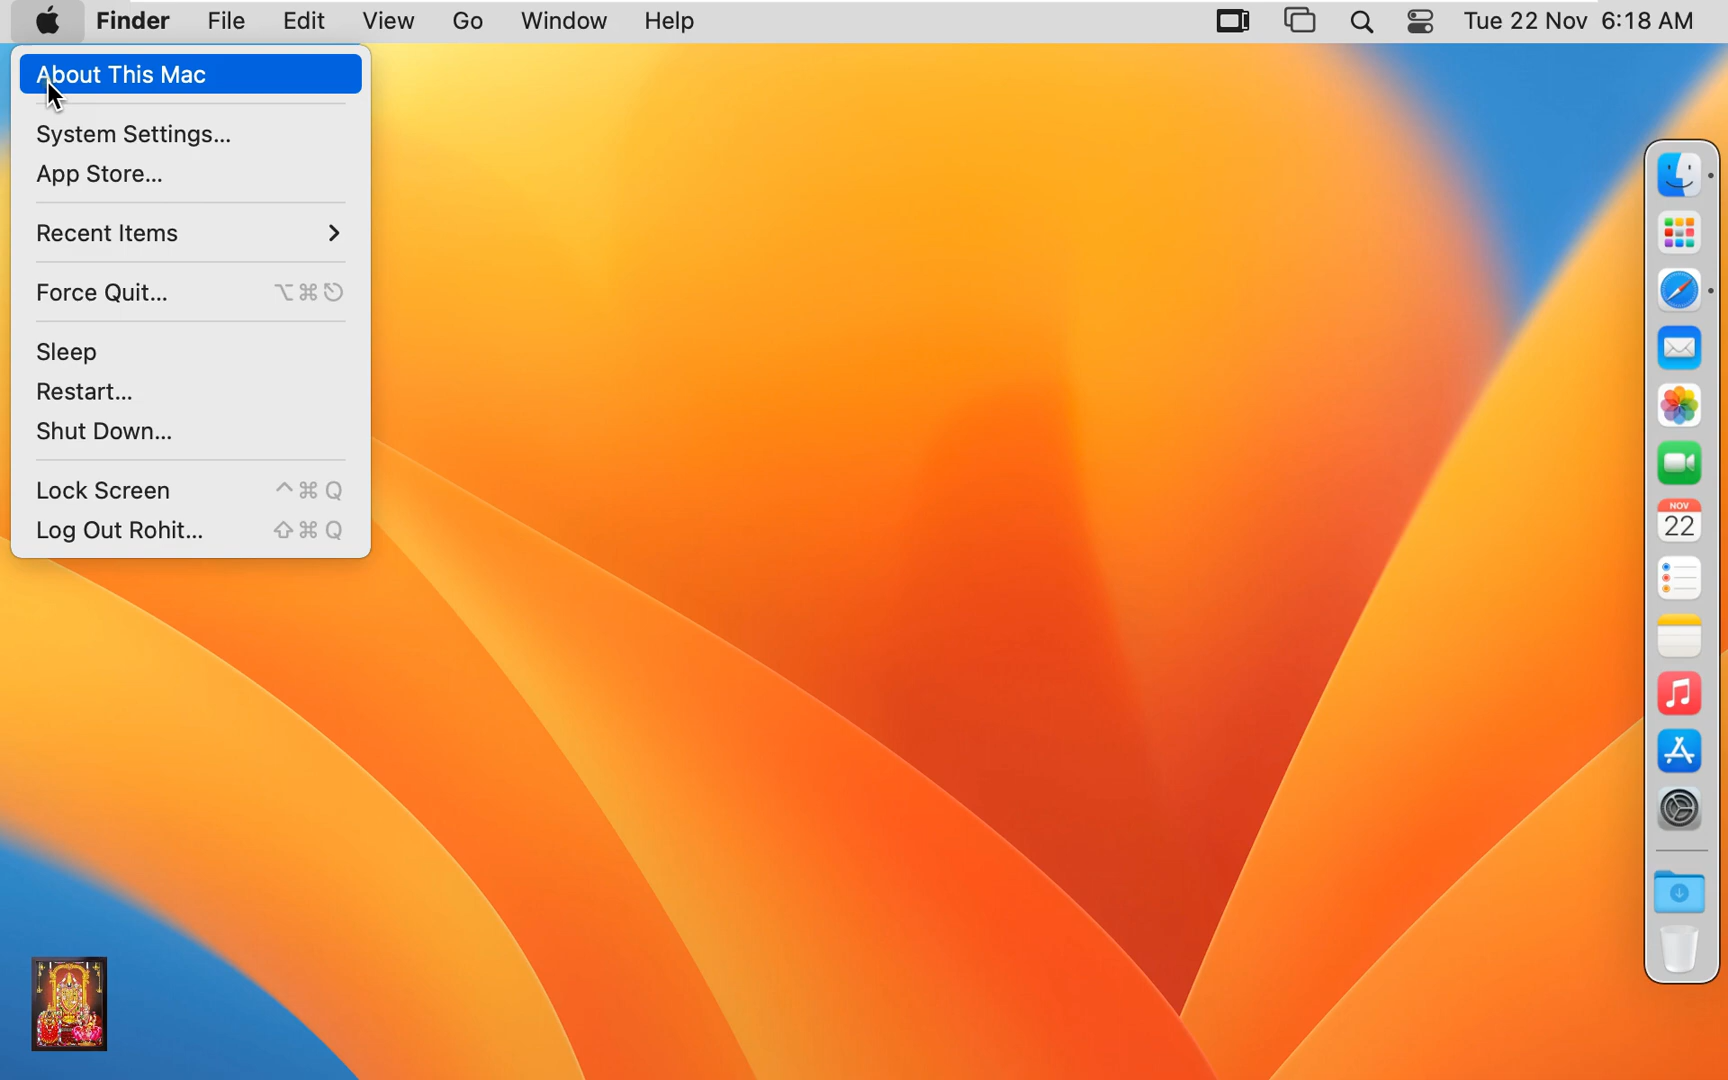 Finder File Edit View Go Window Help Tue 22 Nov 6:18 AM
About This Mac
System Settings...
App Store...
Recent Items
Force Quit... ⌥⌘⎋
Sleep
Restart...
Shut Down...
Lock Screen ^⌘Q
Log Out Rohit... ⇧⌘Q
NOV
22